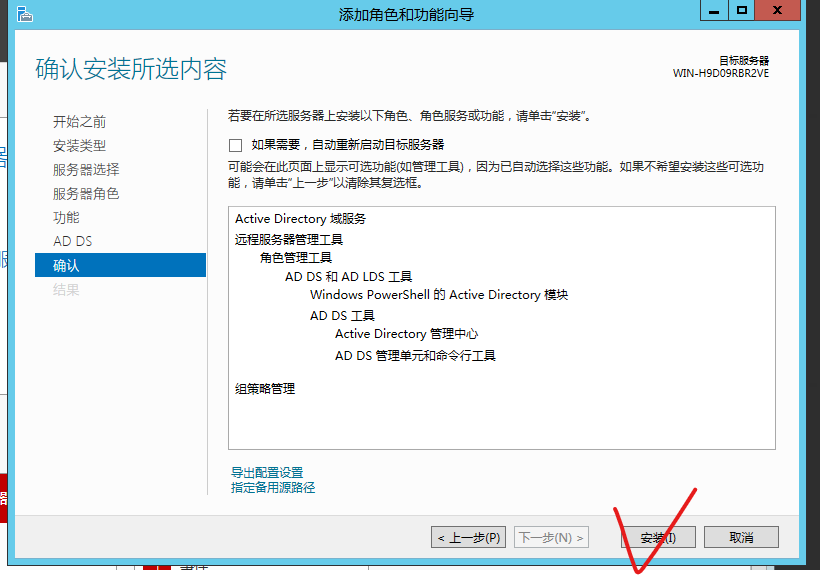 添加角色和功能向导
确认安装所选内容
目标服务器
WIN-H9D09RBR2VE
开始之前
安装类型
服务器选择
服务器角色
功能
AD DS
确认
结果
若要在所选服务器上安装以下角色、角色服务或功能，请单击“安装”。
如果需要，自动重新启动目标服务器
可能会在此页面上显示可选功能(如管理工具)，因为已自动选择这些功能。如果不希望安装这些可选功
能，请单击“上一步”以清除其复选框。
Active Directory 域服务
远程服务器管理工具
角色管理工具
AD DS 和 AD LDS 工具
Windows PowerShell 的 Active Directory 模块
AD DS 工具
Active Directory 管理中心
AD DS 管理单元和命令行工具
组策略管理
导出配置设置
指定备用源路径
< 上一步(P)
下一步(N) >
安装(I)
取消